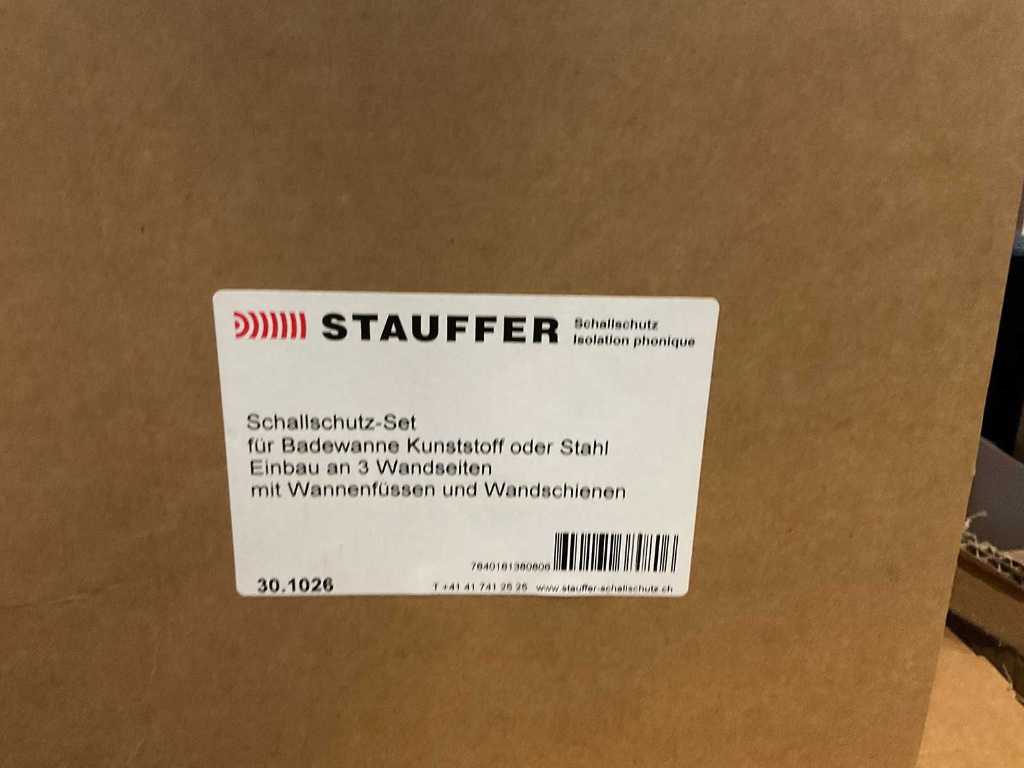 STAUFFER
Schallschutz
Isolation phonique
Schallschutz-Set
für Badewanne Kunststoff oder Stahl
Einbau an 3 Wandseiten
mit Wannenfüssen und Wandschienen
7640161380806
30.1026
T +41 41 741 25 25 www.stauffer-schallschutz.ch